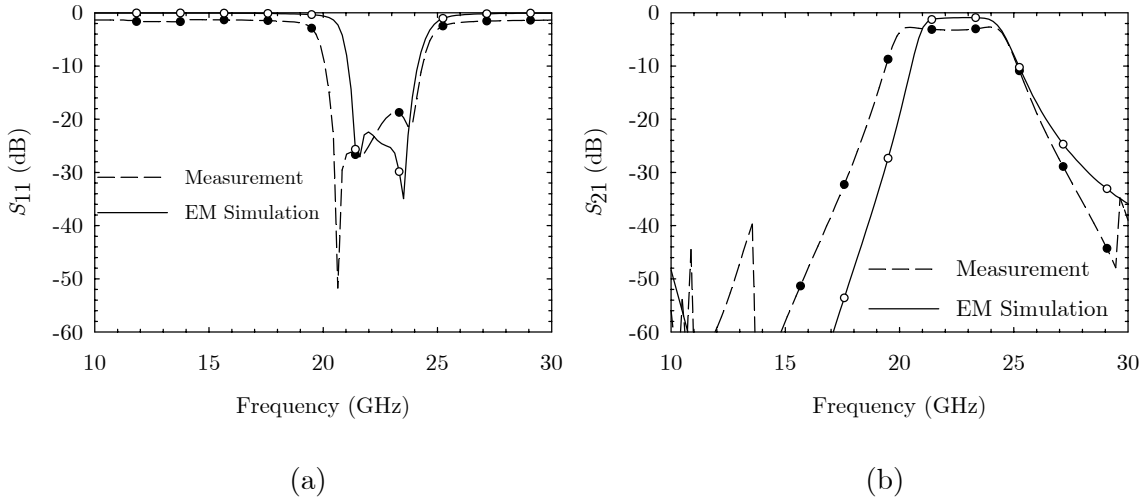 0
-10
-20
-30
-40
-50
-60
S11 (dB)
Measurement
EM Simulation
10
15
20
25
30
Frequency (GHz)
(a)
0
-10
-20
-30
-40
-50
-60
S21 (dB)
Measurement
EM Simulation
10
15
20
25
30
Frequency (GHz)
(b)